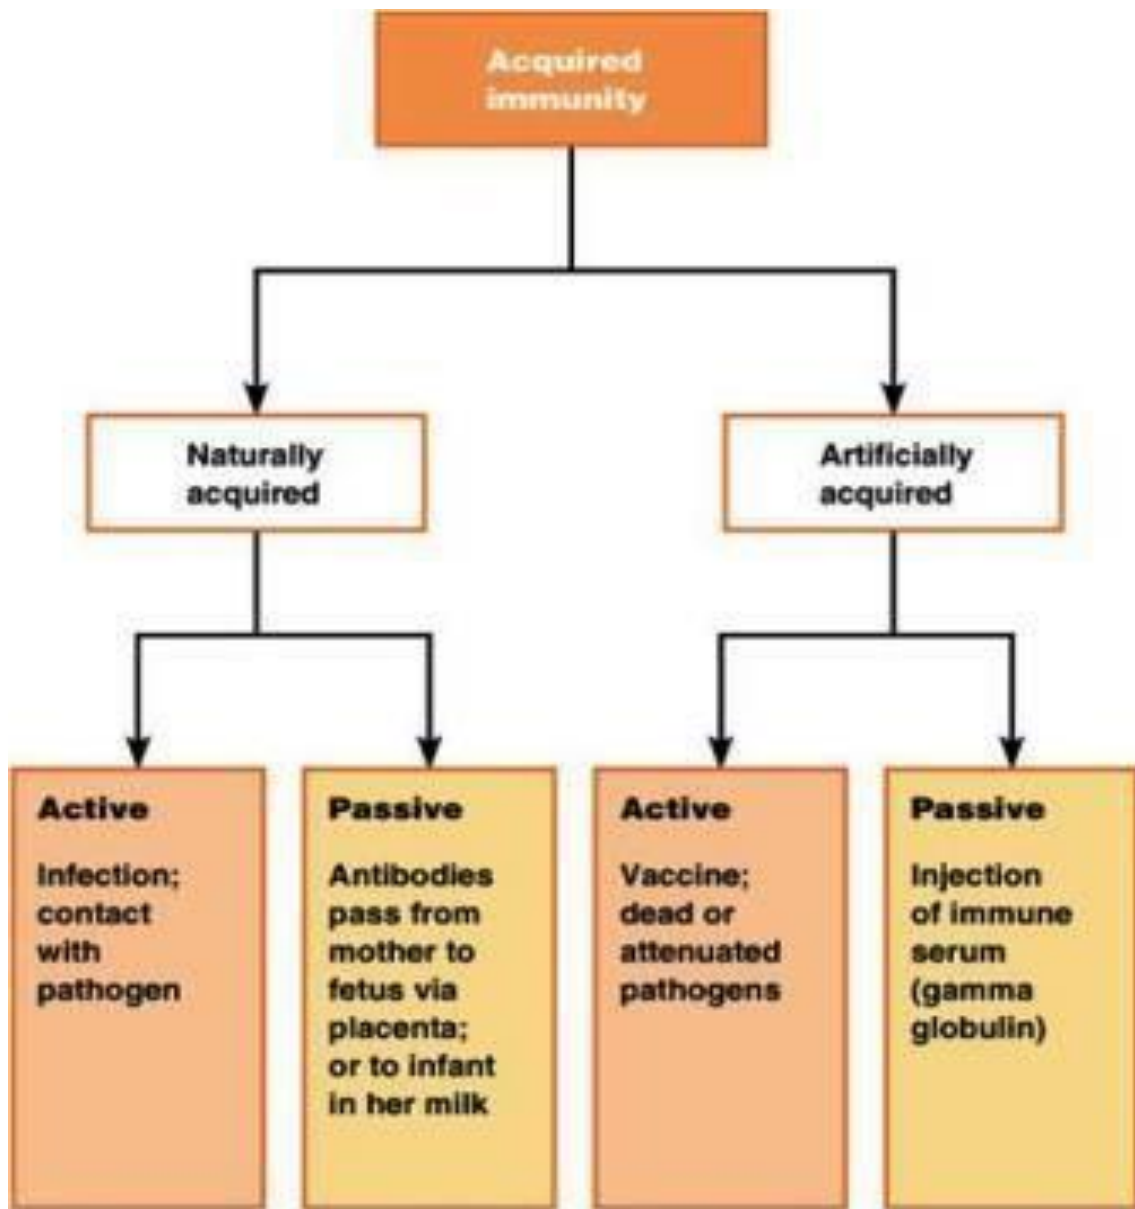 Acquired
immunity
Naturally
acquired
Artificially
acquired
Active
Infection;
contact
with
pathogen
Passive
Antibodies
pass from
mother to
fetus via
placenta;
or to infant
in her milk
Active
Vaccine;
dead or
attenuated
pathogens
Passive
Injection
of immune
serum
(gamma
globulin)